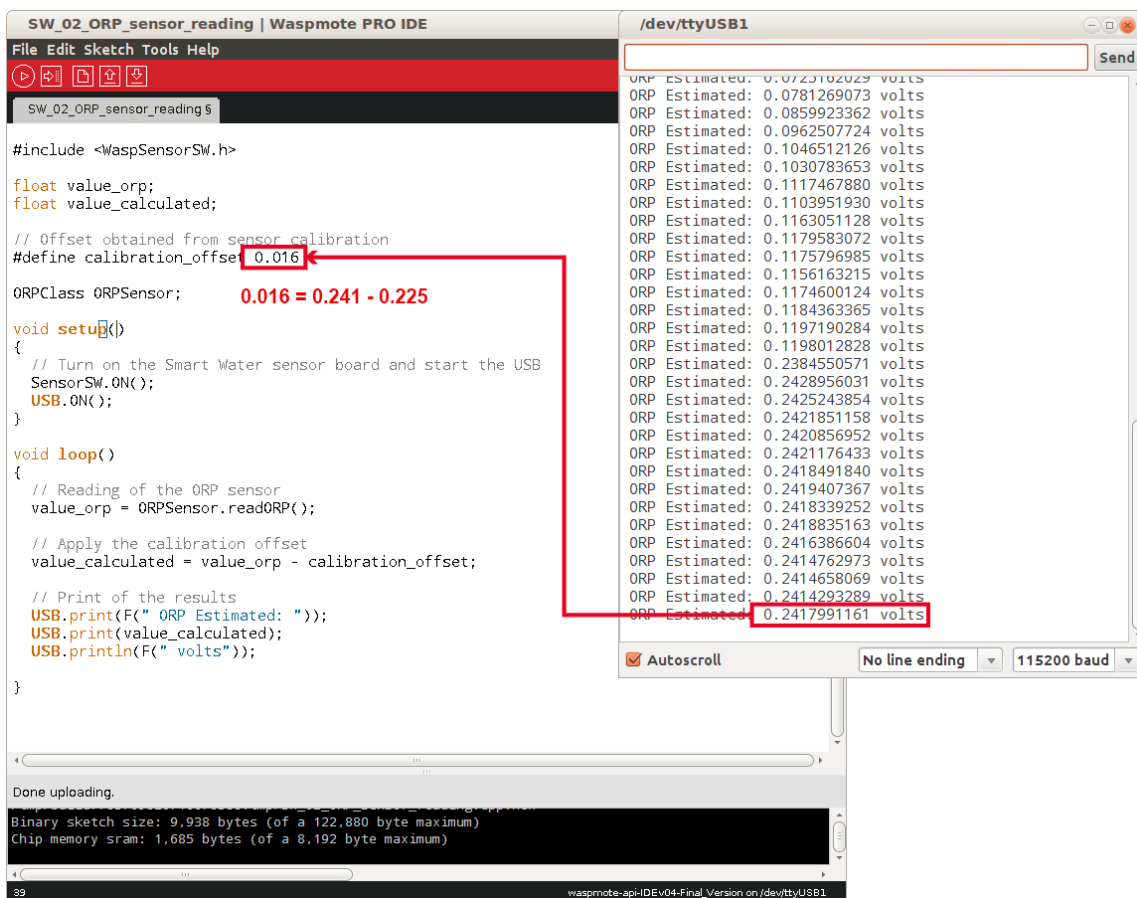 SW_02_ORP_sensor_reading | Waspmote PRO IDE
File Edit Sketch Tools Help
SW_02_ORP_sensor_reading §
#include <WaspSensorSW.h>
float value_orp;
float value_calculated;
// Offset obtained from sensor calibration
#define calibration_offset 0.016
0.016 = 0.241 - 0.225
ORPClass ORPSensor;
void setup()
{
// Turn on the Smart Water sensor board and start the USB
SensorSW.ON();
USB.ON();
}
void loop()
{
// Reading of the ORP sensor
value_orp = ORPSensor.readORP();
// Apply the calibration offset
value_calculated = value_orp - calibration_offset;
// Print of the results
USB.print(F(" ORP Estimated: "));
USB.print(value_calculated);
USB.println(F(" volts"));
}
Done uploading.
Binary sketch size: 9,938 bytes (of a 122,880 byte maximum)
Chip memory sram: 1,685 bytes (of a 8,192 byte maximum)
39
waspmote-api-IDEv04-Final_Version on /dev/ttyUSB1
/dev/ttyUSB1
Send
ORP Estimated: 0.0725162029 volts
ORP Estimated: 0.0781269073 volts
ORP Estimated: 0.0859923362 volts
ORP Estimated: 0.0962507724 volts
ORP Estimated: 0.1046512126 volts
ORP Estimated: 0.1030783653 volts
ORP Estimated: 0.1117467880 volts
ORP Estimated: 0.1103951930 volts
ORP Estimated: 0.1163051128 volts
ORP Estimated: 0.1179583072 volts
ORP Estimated: 0.1175796985 volts
ORP Estimated: 0.1156163215 volts
ORP Estimated: 0.1174600124 volts
ORP Estimated: 0.1184363365 volts
ORP Estimated: 0.1197190284 volts
ORP Estimated: 0.1198012828 volts
ORP Estimated: 0.2384550571 volts
ORP Estimated: 0.2428956031 volts
ORP Estimated: 0.2425243854 volts
ORP Estimated: 0.2421851158 volts
ORP Estimated: 0.2420856952 volts
ORP Estimated: 0.2421176433 volts
ORP Estimated: 0.2418491840 volts
ORP Estimated: 0.2419407367 volts
ORP Estimated: 0.2418339252 volts
ORP Estimated: 0.2418835163 volts
ORP Estimated: 0.2416386604 volts
ORP Estimated: 0.2414762973 volts
ORP Estimated: 0.2414658069 volts
ORP Estimated: 0.2414293289 volts
ORP Estimated: 0.2417991161 volts
Autoscroll
No line ending
115200 baud